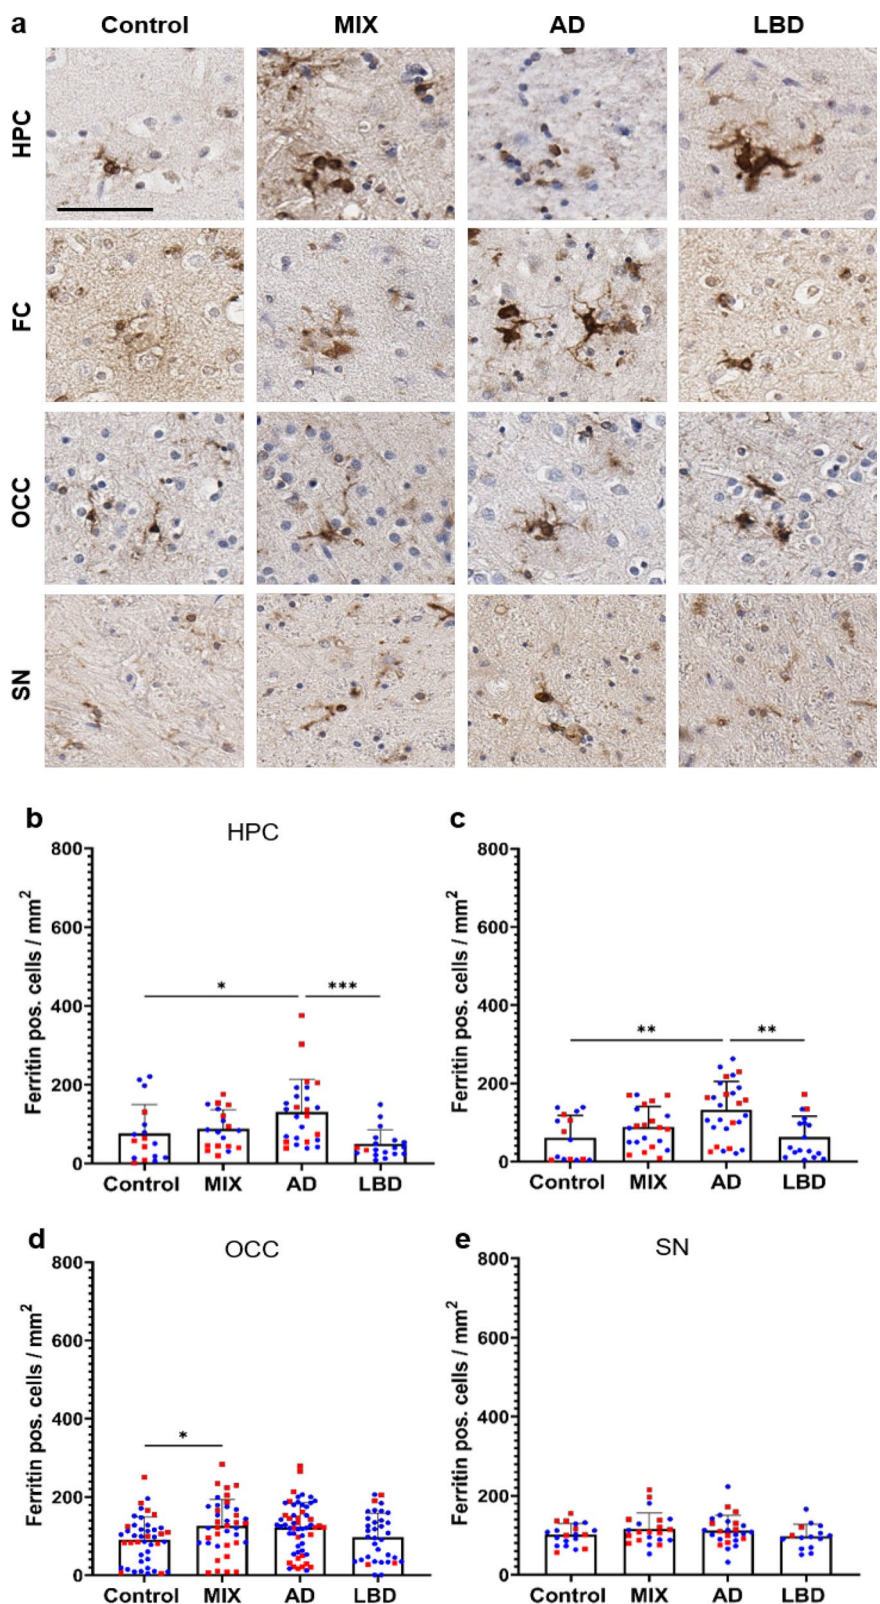 a
Control MIX AD LBD
HPC
FC
OCC
SN
b
HPC
Ferritin pos. cells / mm²
800
600
400
200
0
* ***
Control MIX AD LBD
c
Ferritin pos. cells / mm²
800
600
400
200
0
** **
Control MIX AD LBD
d
OCC
Ferritin pos. cells / mm²
800
600
400
200
0
*
Control MIX AD LBD
e
SN
Ferritin pos. cells / mm²
800
600
400
200
0
Control MIX AD LBD